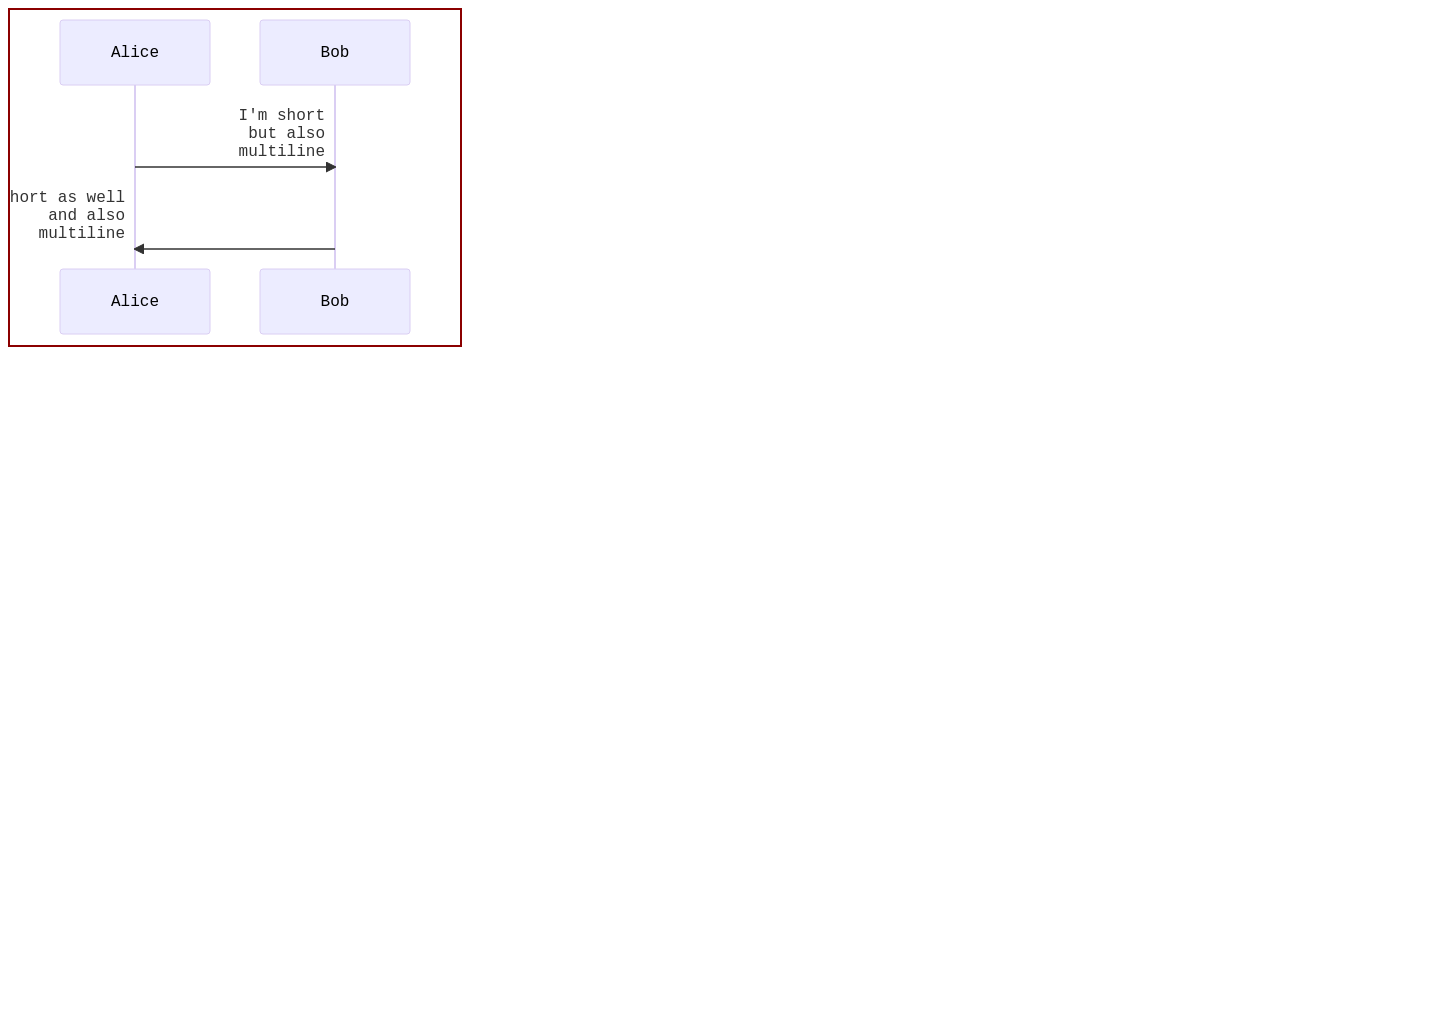 Alice
Bob
I'm short
but also
multiline
hort as well
and also
multiline
Alice
Bob